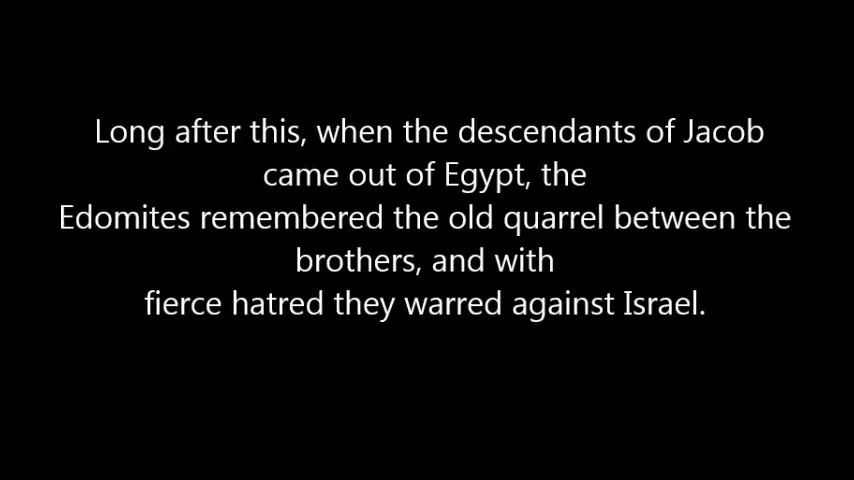 Long after this, when the descendants of Jacob
came out of Egypt, the
Edomites remembered the old quarrel between the
brothers, and with
fierce hatred they warred against Israel.